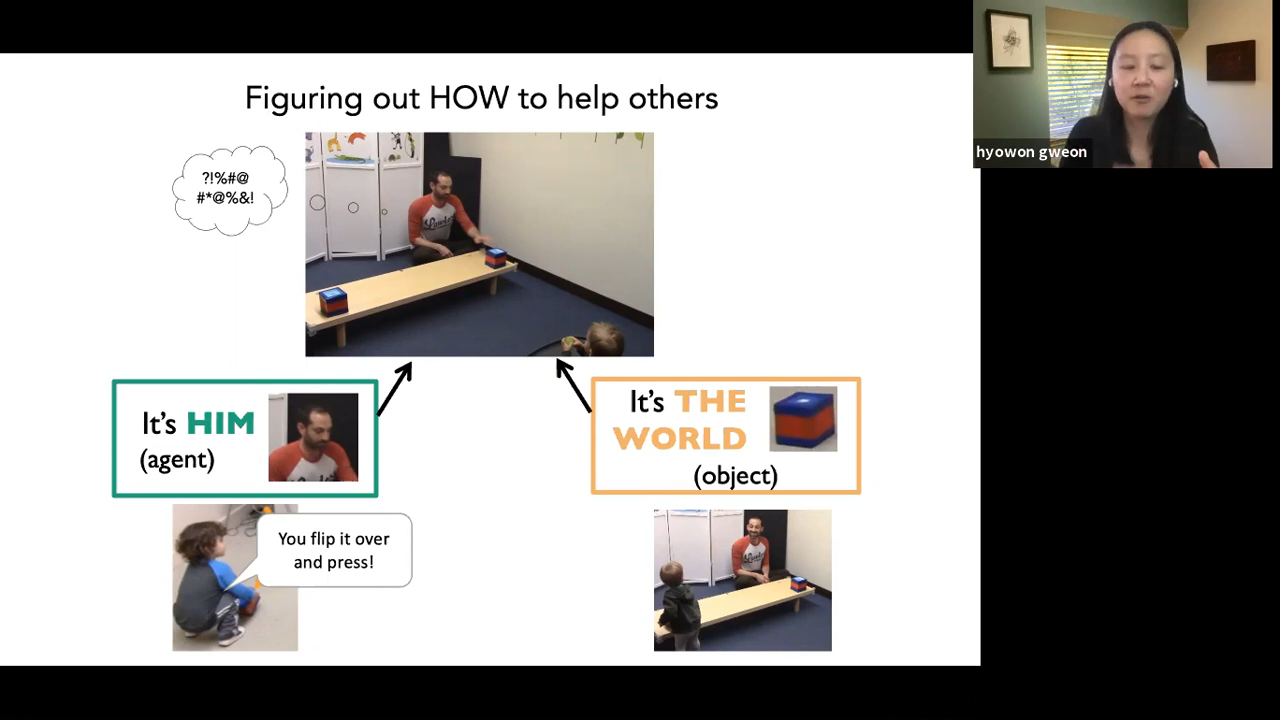 Figuring out HOW to help others
?!%#@
#*@%&!
hyowon gweon
It's HIM
(agent)
It's THE
WORLD
(object)
You flip it over
and press!